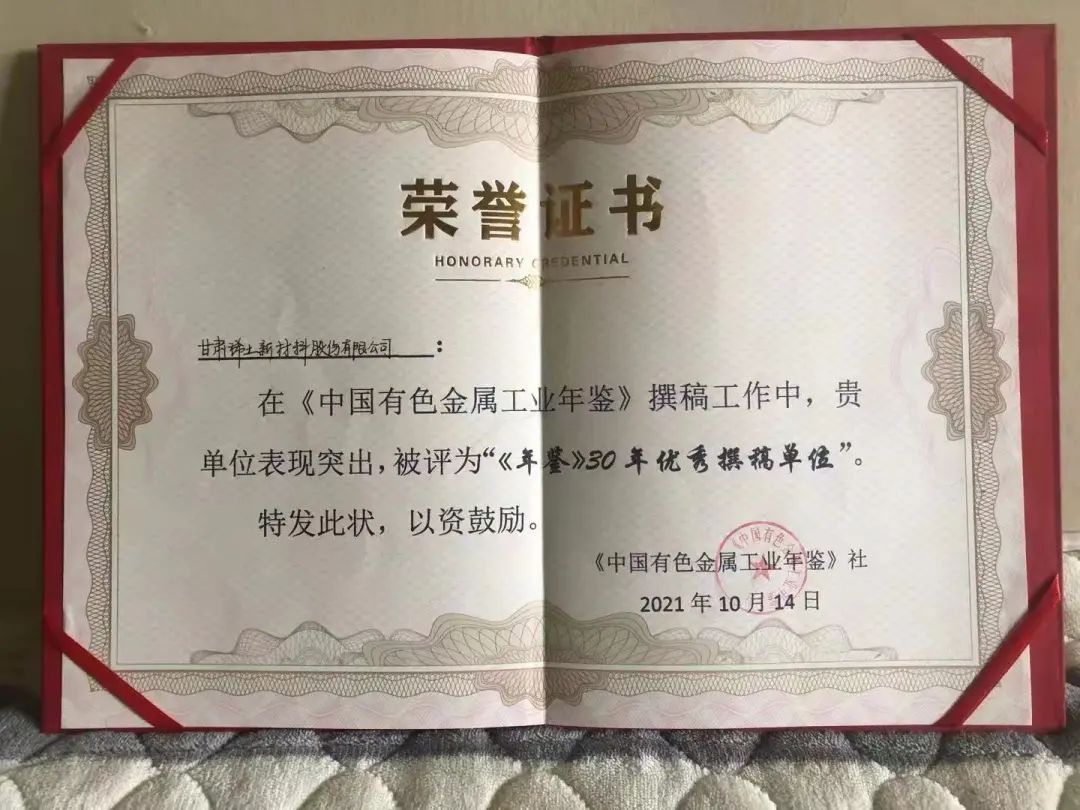 荣誉证书
HONORARY CREDENTIAL
甘肃稀土新材料股份有限公司：
在《中国有色金属工业年鉴》撰稿工作中，贵
单位表现突出，被评为“《年鉴》30年优秀撰稿单位”。
特发此状，以资鼓励。
《中国有色金属工业年鉴》社
2021年10月14日